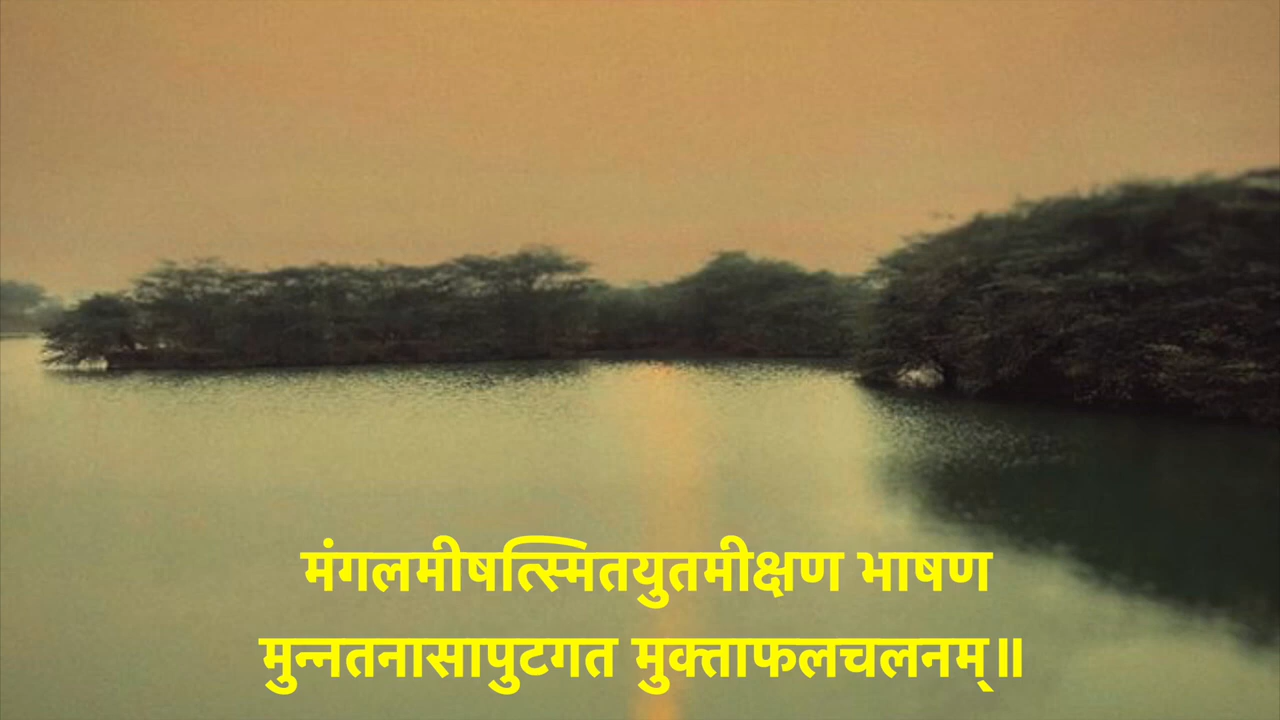 मंगलमीषत्स्मितयुतमीक्षण भाषण
मुन्नतनासापुटगत मुक्ताफलचलनम्॥